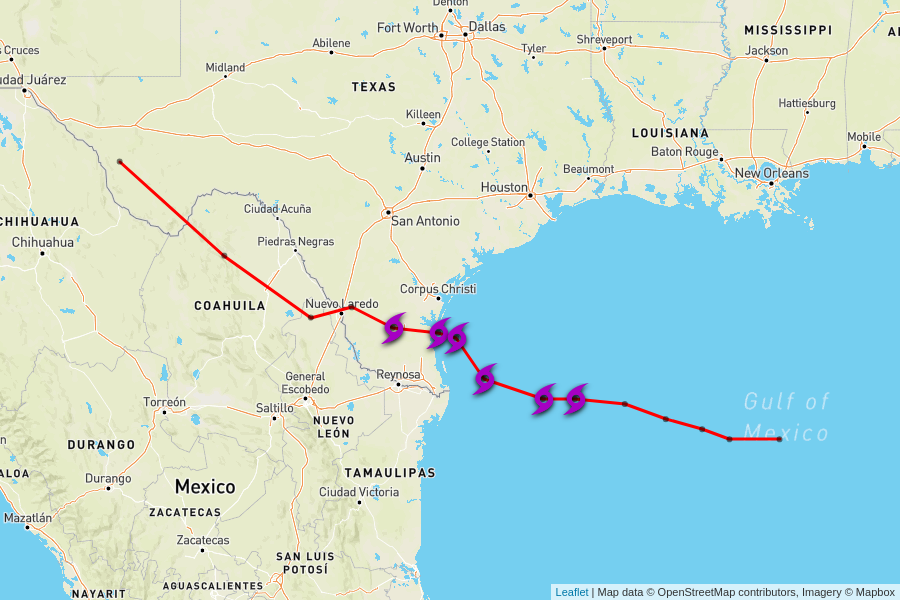 Denton
Fort Worth
Dallas
MISSISSIPPI
Shreveport
Abilene
Tyler
Jackson
Midland
TEXAS
Hattiesburg
Killeen
LOUISIANA
Mobile
College Station
Baton Rouge
Austin
Beaumont
New Orleans
Houston
Ciudad Acuña
San Antonio
CHIHUAHUA
Chihuahua
Piedras Negras
Corpus Christi
COAHUILA
Nuevo Laredo
Reynosa
General
Escobedo
Torreón
Saltillo
Gulf of
Mexico
NUEVO
LEÓN
DURANGO
TAMAULIPAS
Durango
Mexico
Ciudad Victoria
ZACATECAS
Mazatlán
Zacatecas
SAN LUIS
POTOSÍ
AGUASCALIENTES
NAYARIT
s Cruces
udad Juárez
ALOA
Leaflet | Map data © OpenStreetMap contributors, Imagery © Mapbox